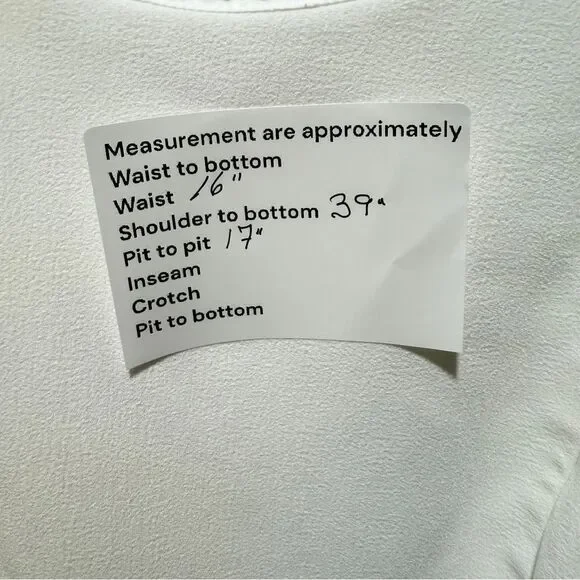 Measurement are approximately
Waist to bottom
Waist 16"
Shoulder to bottom 39"
Pit to pit 17"
Inseam
Crotch
Pit to bottom